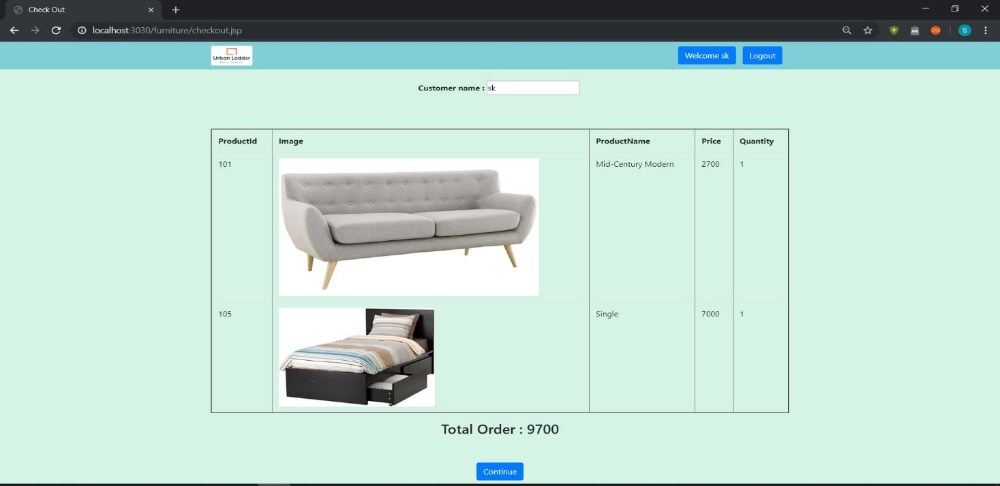 Check Out
localhost:3030/furniture/checkout.jsp
S
Urban Ladder
Welcome sk
Logout
Customer name : sk
ProductId Image ProductName Price Quantity
101 Mid-Century Modern 2700 1
105 Single 7000 1
Total Order : 9700
Continue